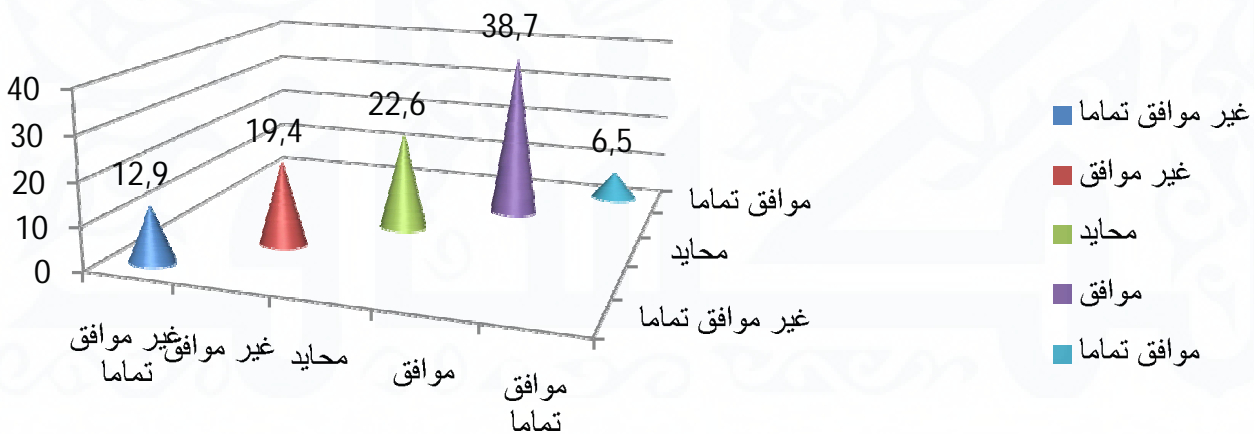 38,7
22,6
19,4
12,9
6,5
40
30
20
10
0
غير موافق تماما
غير موافق
محايد
موافق
موافق تماما
موافق تماما
محايد
غير موافق تماما
غير موافق تماما
غير موافق
محايد
موافق
موافق تماما